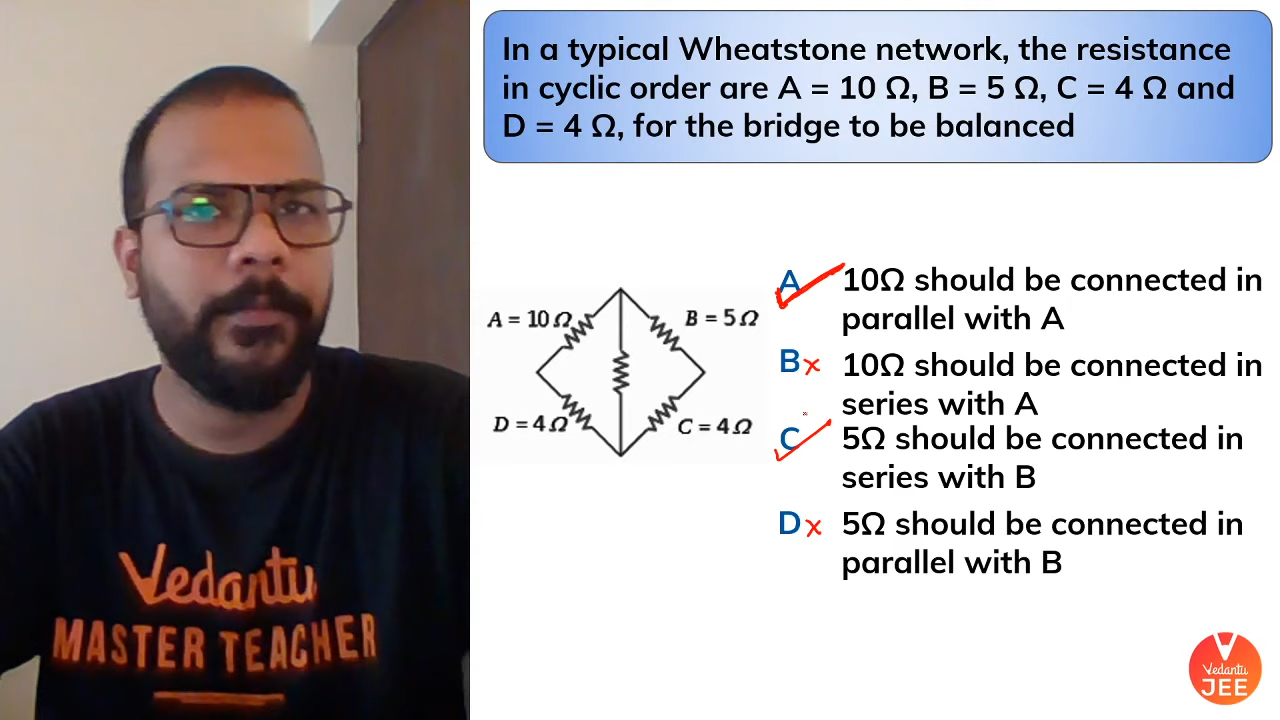 In a typical Wheatstone network, the resistance
in cyclic order are A = 10 Ω, B = 5 Ω, C = 4 Ω and
D = 4 Ω, for the bridge to be balanced
A = 10 Ω
B = 5 Ω
D = 4 Ω
C = 4 Ω
A 10Ω should be connected in
parallel with A
B x 10Ω should be connected in
series with A
C 5Ω should be connected in
series with B
D x 5Ω should be connected in
parallel with B
Vedantu
MASTER TEACHER
Vedantu
JEE